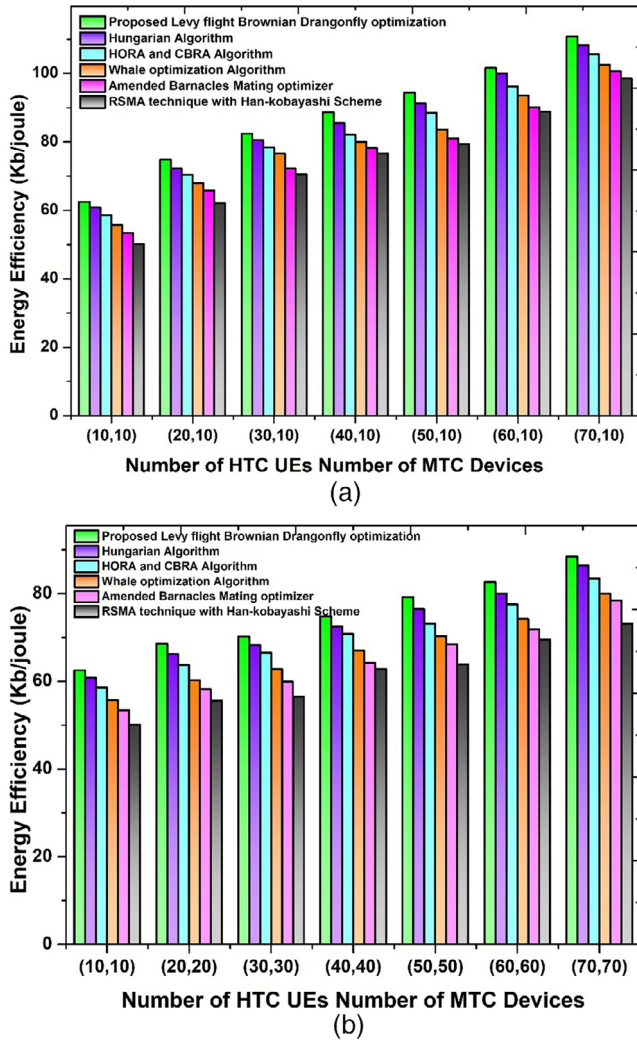 Proposed Levy flight Brownian Drangonfly optimization
Hungarian Algorithm
HORA and CBRA Algorithm
Whale optimization Algorithm
Amended Barnacles Mating optimizer
RSMA technique with Han-kobayashi Scheme
Energy Efficiency (Kb/joule)
100
80
60
40
20
0
(10,10) (20,10) (30,10) (40,10) (50,10) (60,10) (70,10)
Number of HTC UEs Number of MTC Devices
(a)
Proposed Levy flight Brownian Drangonfly optimization
Hungarian Algorithm
HORA and CBRA Algorithm
Whale optimization Algorithm
Amended Barnacles Mating optimizer
RSMA technique with Han-kobayashi Scheme
Energy Efficiency (Kb/joule)
80
60
40
20
0
(10,10) (20,20) (30,30) (40,40) (50,50) (60,60) (70,70)
Number of HTC UEs Number of MTC Devices
(b)